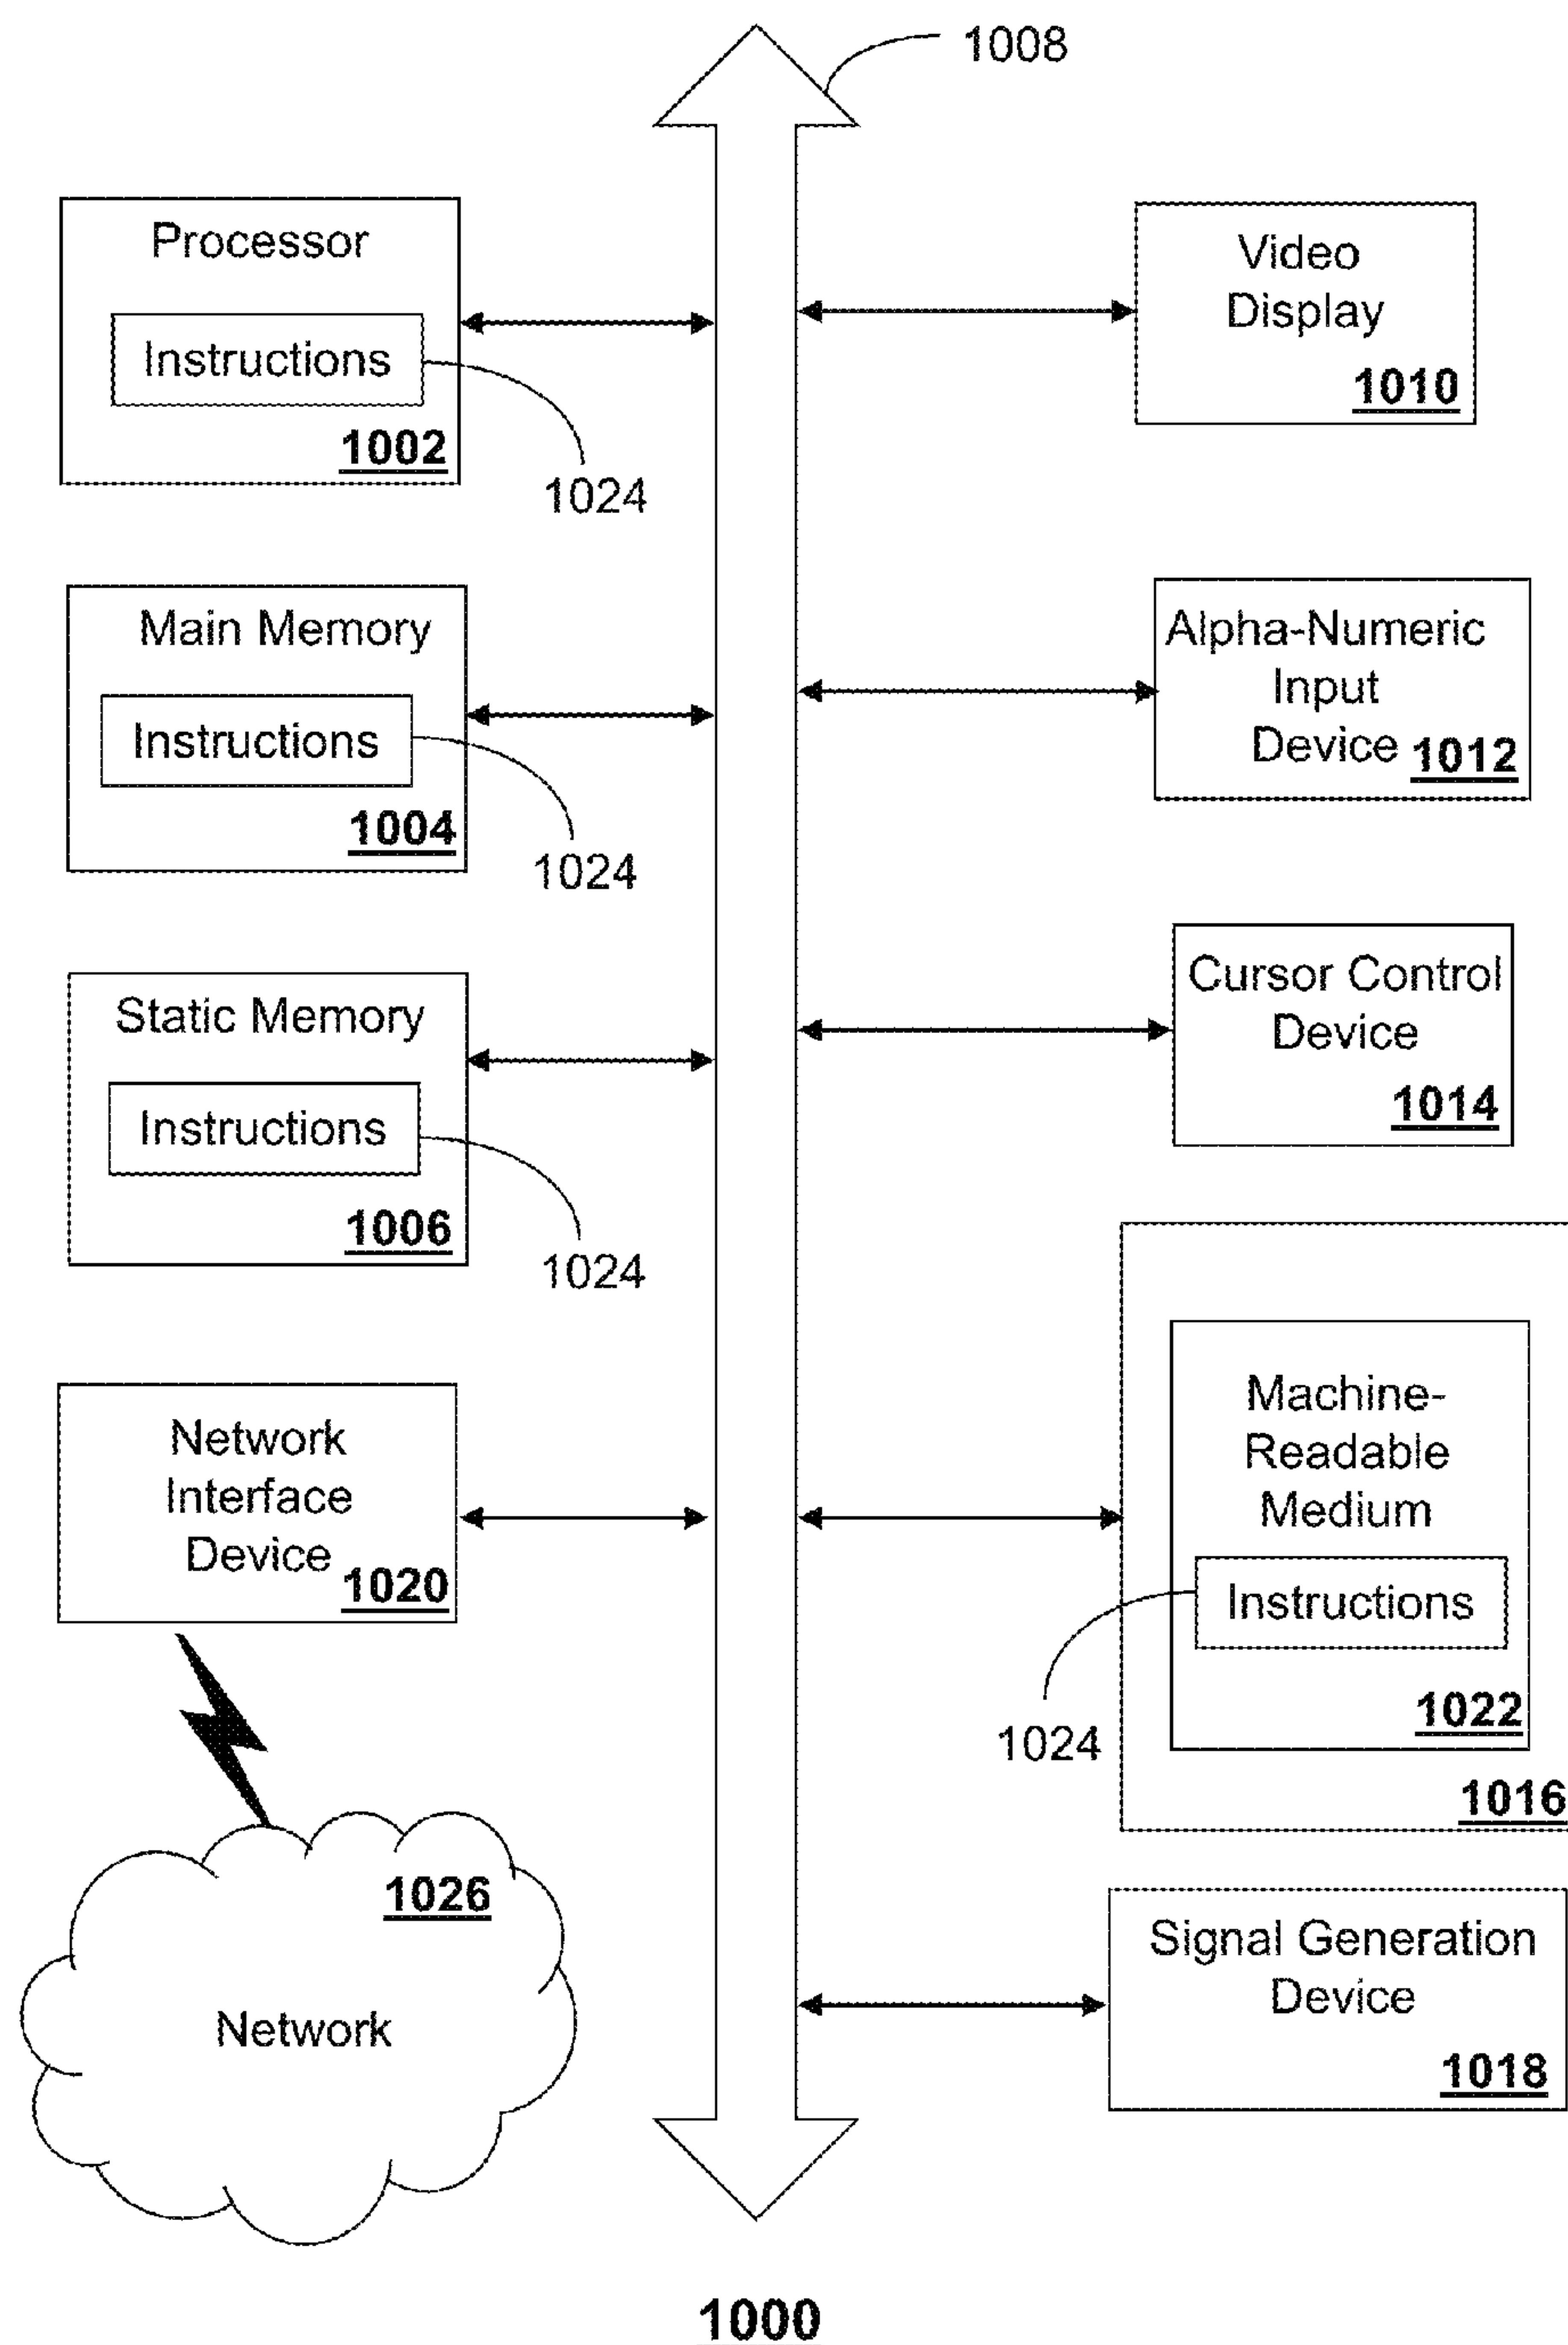 1008
Processor
Instructions
1002
1024
Main Memory
Instructions
1004
1024
Static Memory
Instructions
1006
1024
Network
Interface
Device
1020
1026
Network
Video
Display
1010
Alpha-Numeric
Input
Device 1012
Cursor Control
Device
1014
Machine-
Readable
Medium
Instructions
1022
1024
1016
Signal Generation
Device
1018
1000